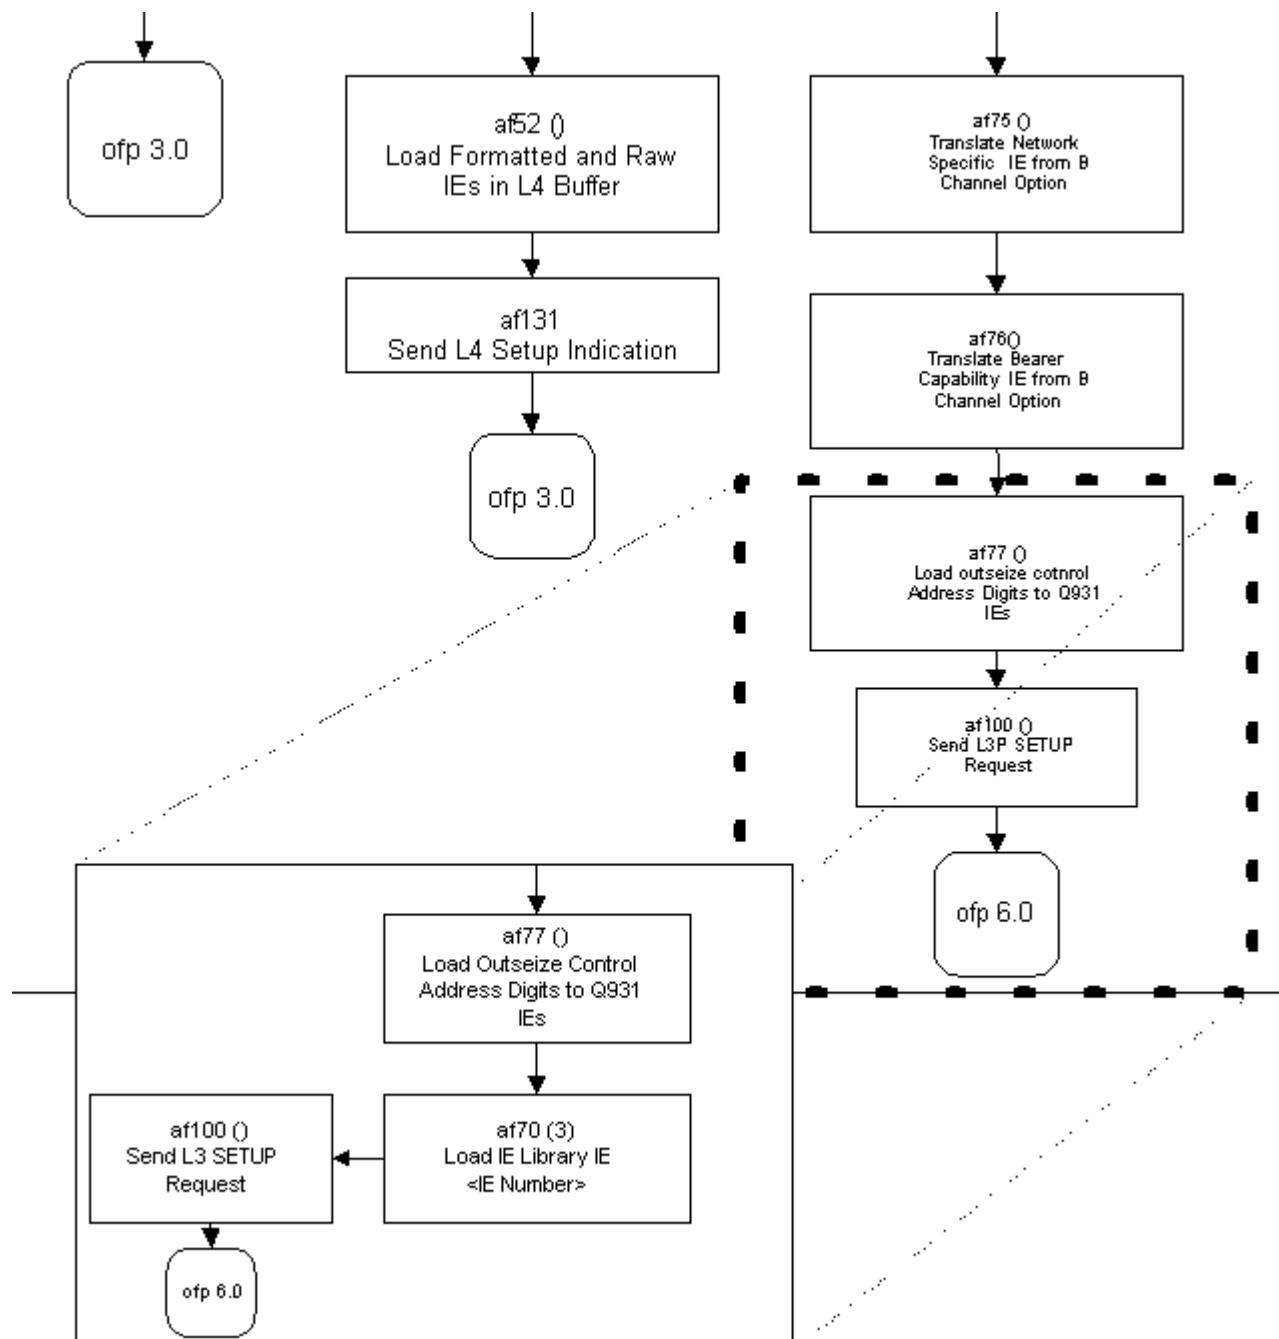 ofp 3.0
af52 ()
Load Formatted and Raw
IEs in L4 Buffer
af131
Send L4 Setup Indication
ofp 3.0
af75 ()
Translate Network
Specific IE from B
Channel Option
af76()
Translate Bearer
Capability IE from B
Channel Option
af77 ()
Load outseize cotnrol
Address Digits to Q931
IEs
af100 ()
Send L3P SETUP
Request
ofp 6.0
af77 ()
Load Outseize Control
Address Digits to Q931
IEs
af70 (3)
Load IE Library IE
<IE Number>
af100 ()
Send L3 SETUP
Request
ofp 6.0